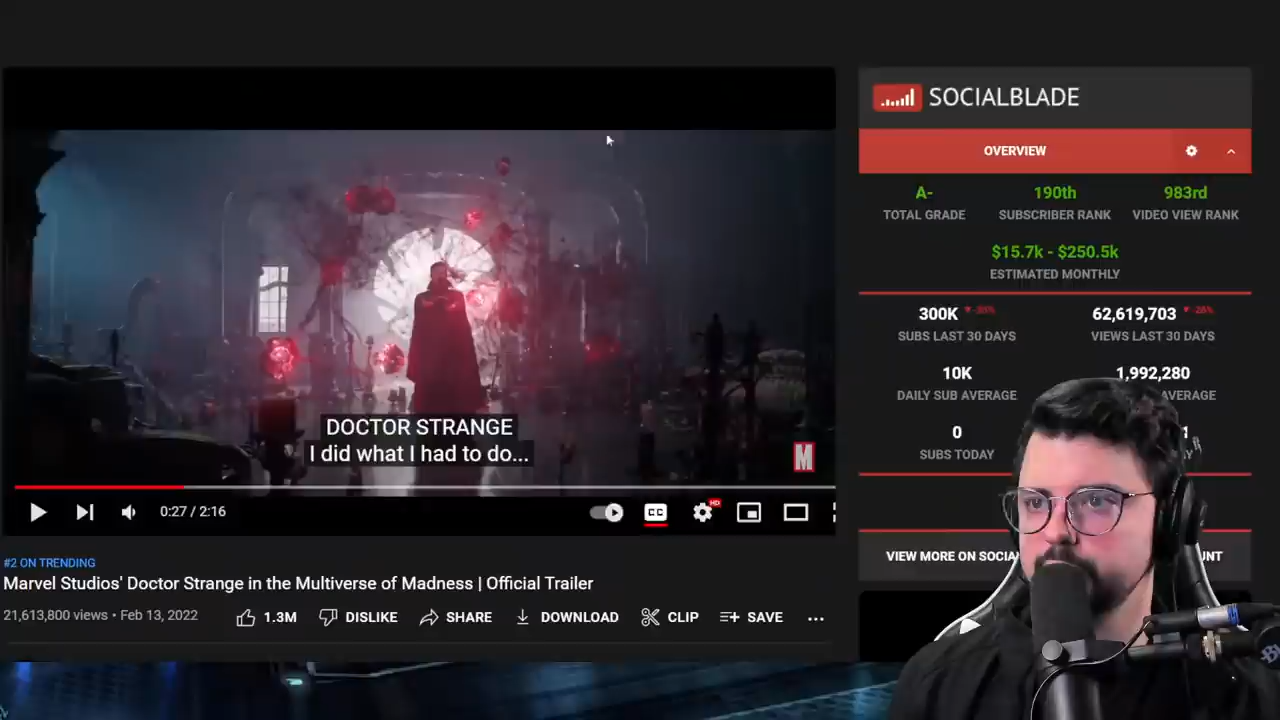 SOCIALBLADE
OVERVIEW
A-
190th
983rd
TOTAL GRADE
SUBSCRIBER RANK
VIDEO VIEW RANK
$15.7k - $250.5k
ESTIMATED MONTHLY
300K
62,619,703
SUBS LAST 30 DAYS
VIEWS LAST 30 DAYS
10K
1,992,280
DAILY SUB AVERAGE
AVERAGE
0
SUBS TODAY
VIEW MORE ON
DOCTOR STRANGE
I did what I had to do...
M
0:27 / 2:16
CC
HD
#2 ON TRENDING
Marvel Studios' Doctor Strange in the Multiverse of Madness | Official Trailer
21,613,800 views • Feb 13, 2022
1.3M
DISLIKE
SHARE
DOWNLOAD
CLIP
SAVE